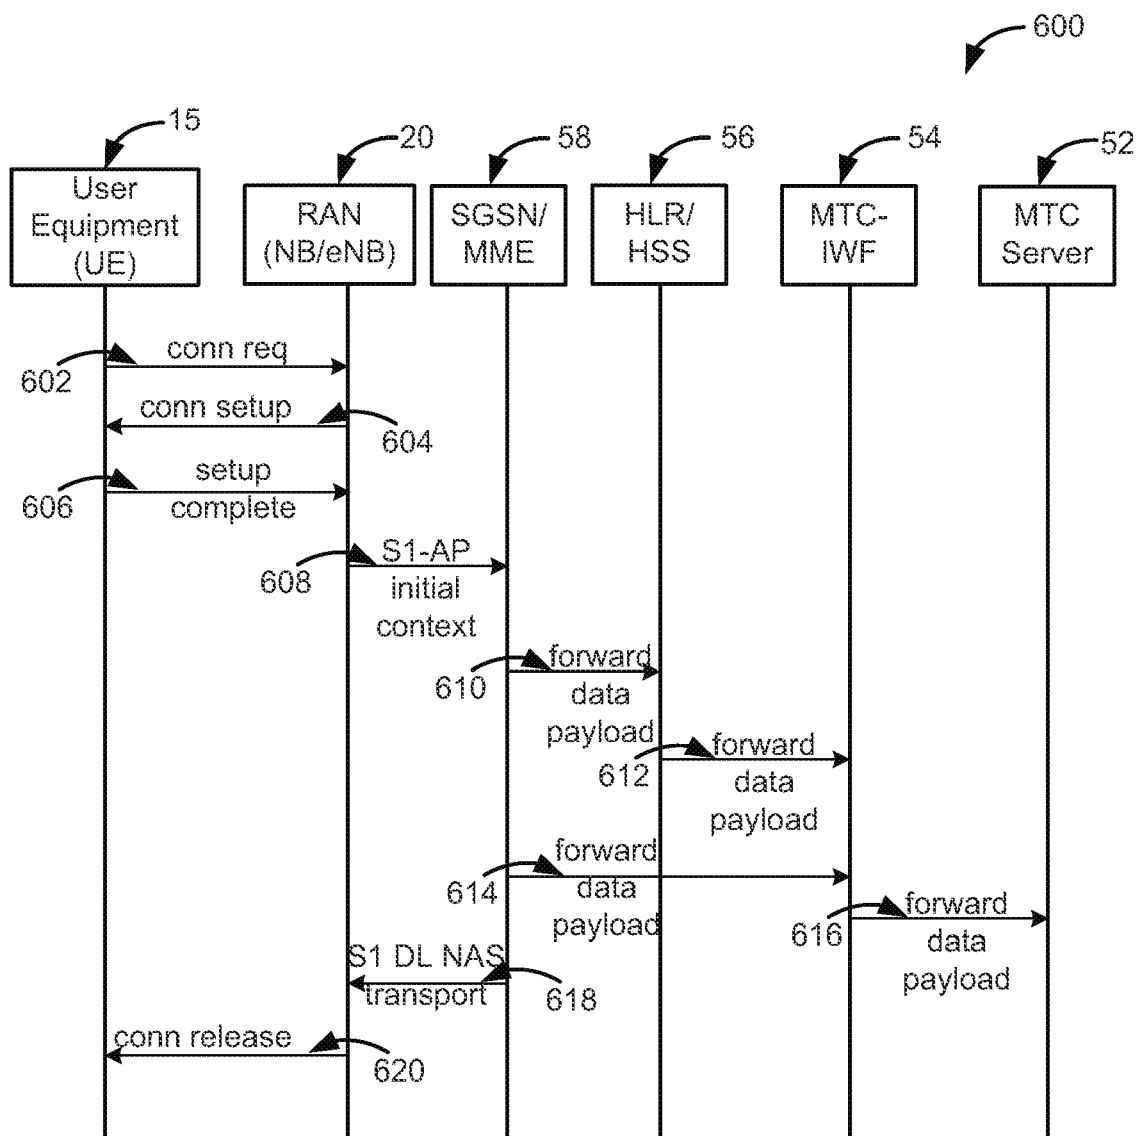 600
15
20
58
56
54
52
User
Equipment
(UE)
RAN
(NB/eNB)
SGSN/
MME
HLR/
HSS
MTC-
IWF
MTC
Server
conn req
602
conn setup
604
setup
complete
606
S1-AP
initial
context
608
forward
data
payload
610
forward
data
payload
612
forward
data
payload
614
forward
data
payload
616
S1 DL NAS
transport
618
conn release
620